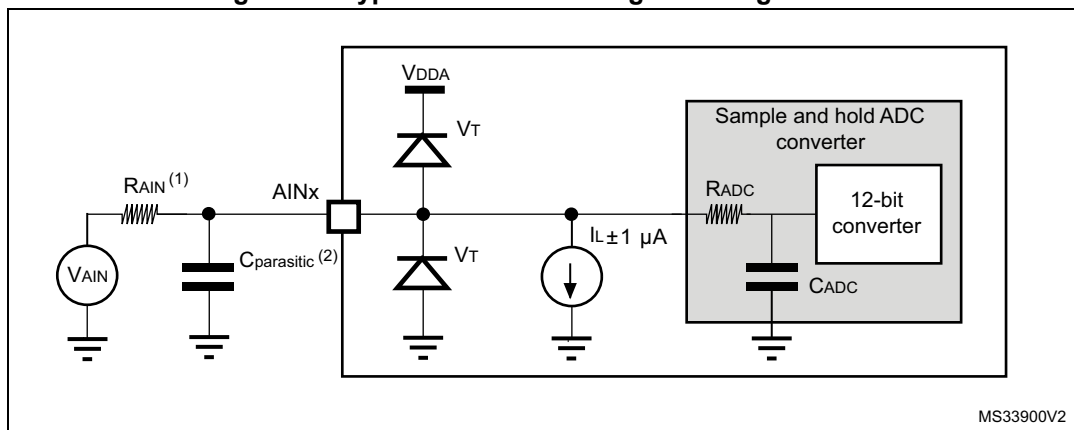 VDDA
VT
Sample and hold ADC
converter
RAIN (1)
AINx
RADC
12-bit
converter
IL±1 µA
VT
Cparasitic (2)
VAIN
CADC
MS33900V2